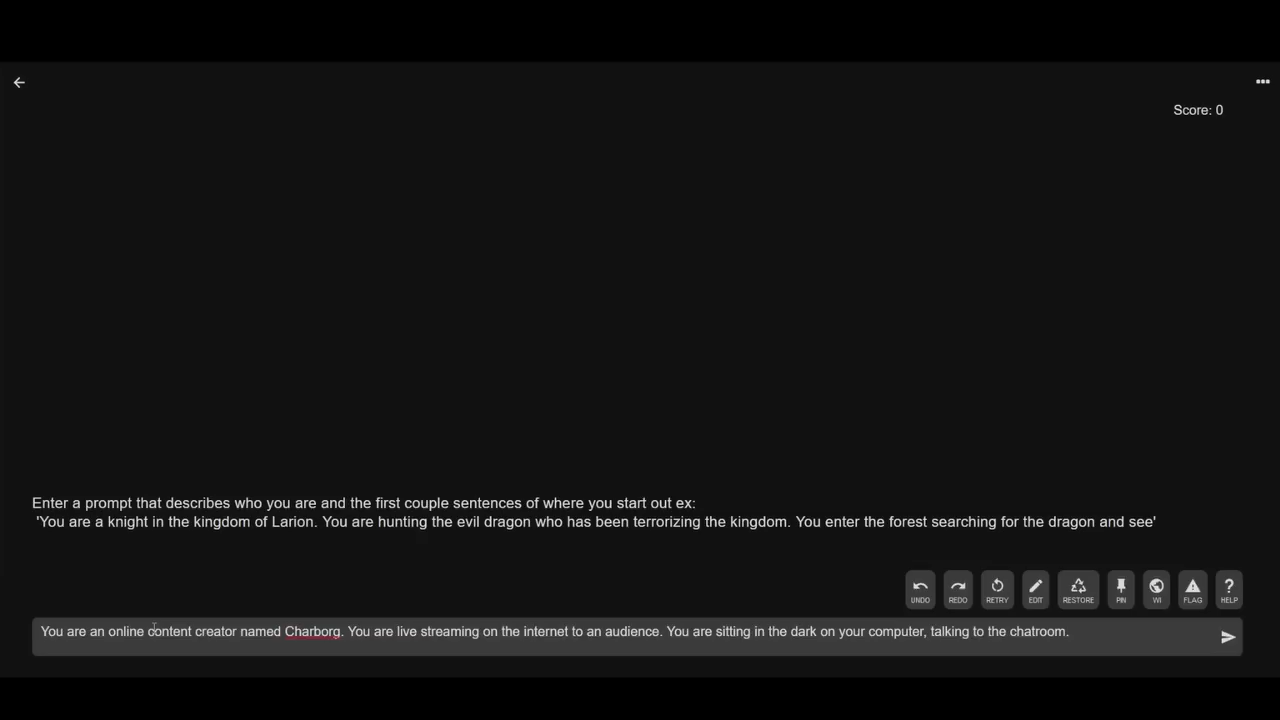 Score: 0
Enter a prompt that describes who you are and the first couple sentences of where you start out ex:
'You are a knight in the kingdom of Larion. You are hunting the evil dragon who has been terrorizing the kingdom. You enter the forest searching for the dragon and see'
UNDO REDO RETRY EDIT RESTORE PIN WI FLAG HELP
You are an online content creator named Charborg. You are live streaming on the internet to an audience. You are sitting in the dark on your computer, talking to the chatroom.